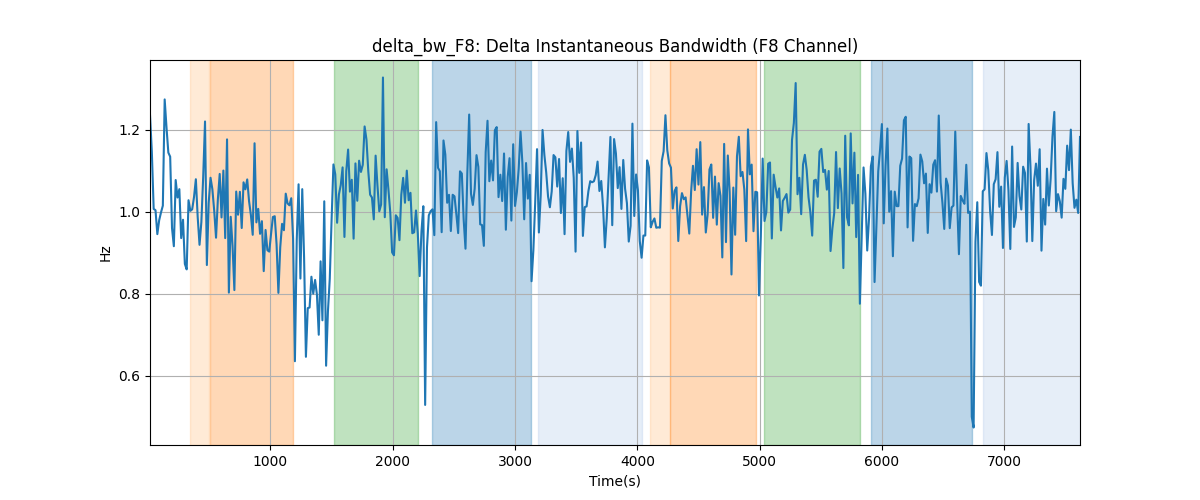 delta_bw_F8: Delta Instantaneous Bandwidth (F8 Channel)
Hz
1.2
1.0
0.8
0.6
1000 2000 3000 4000 5000 6000 7000
Time(s)